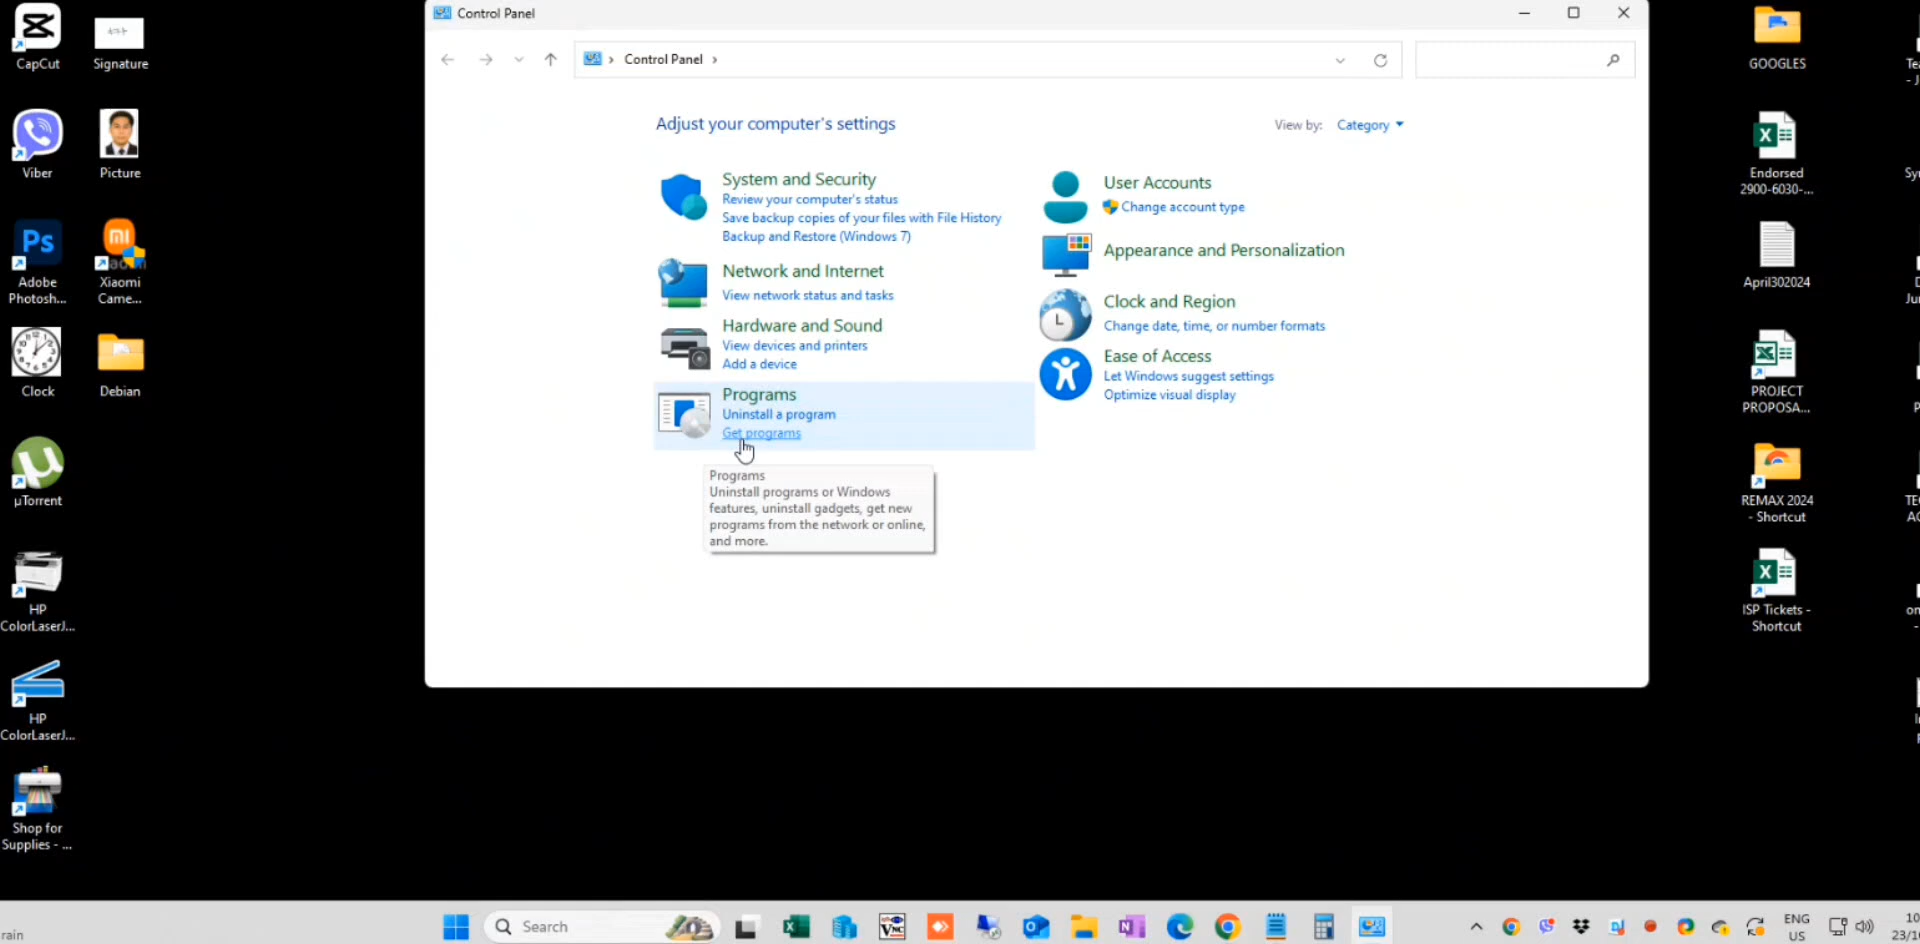 Control Panel
Control Panel
Adjust your computer's settings
View by: Category
System and Security
Review your computer's status
Save backup copies of your files with File History
Backup and Restore (Windows 7)
Network and Internet
View network status and tasks
Hardware and Sound
View devices and printers
Add a device
Programs
Uninstall a program
Get programs
Programs
Uninstall programs or Windows
features, uninstall gadgets, get new
programs from the network or online,
and more.
User Accounts
Change account type
Appearance and Personalization
Clock and Region
Change date, time, or number formats
Ease of Access
Let Windows suggest settings
Optimize visual display
CapCut
Signature
Viber
Picture
Ps
Adobe
Photosh...
mi
Xiaomi
Came...
Clock
Debian
µTorrent
HP
ColorLaserJ...
HP
ColorLaserJ...
Shop for
Supplies - ...
GOOGLES
Endorsed
2900-6030-...
April302024
PROJECT
PROPOSA...
REMAX 2024
- Shortcut
ISP Tickets -
Shortcut
rain
Search
ENG
US
10
23/1